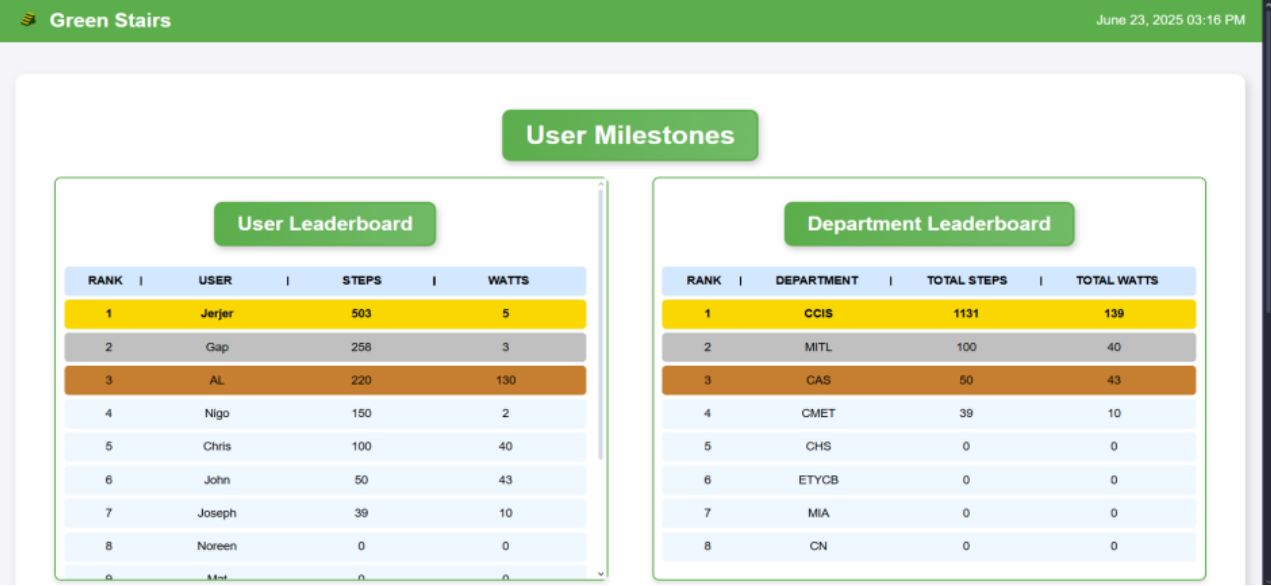 Green Stairs
June 23, 2025 03:16 PM
User Milestones
User Leaderboard
RANK | USER | STEPS | WATTS
1 Jerjer 503 5
2 Gap 258 3
3 AL 220 130
4 Nigo 150 2
5 Chris 100 40
6 John 50 43
7 Joseph 39 10
8 Noreen 0 0
9 Mat 0 0
Department Leaderboard
RANK | DEPARTMENT | TOTAL STEPS | TOTAL WATTS
1 CCIS 1131 139
2 MITL 100 40
3 CAS 50 43
4 CMET 39 10
5 CHS 0 0
6 ETYCB 0 0
7 MIA 0 0
8 CN 0 0